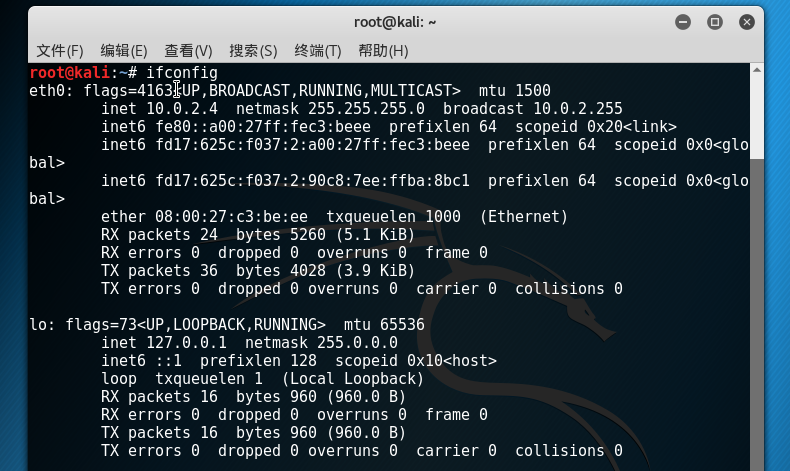 root@kali: ~
文件(F) 编辑(E) 查看(V) 搜索(S) 终端(T) 帮助(H)
root@kali:~# ifconfig
eth0: flags=4163<UP,BROADCAST,RUNNING,MULTICAST>  mtu 1500
        inet 10.0.2.4  netmask 255.255.255.0  broadcast 10.0.2.255
        inet6 fe80::a00:27ff:fec3:beee  prefixlen 64  scopeid 0x20<link>
        inet6 fd17:625c:f037:2:a00:27ff:fec3:beee  prefixlen 64  scopeid 0x0<glo
bal>
        inet6 fd17:625c:f037:2:90c8:7ee:ffba:8bc1  prefixlen 64  scopeid 0x0<glo
bal>
        ether 08:00:27:c3:be:ee  txqueuelen 1000  (Ethernet)
        RX packets 24  bytes 5260 (5.1 KiB)
        RX errors 0  dropped 0  overruns 0  frame 0
        TX packets 36  bytes 4028 (3.9 KiB)
        TX errors 0  dropped 0 overruns 0  carrier 0  collisions 0
lo: flags=73<UP,LOOPBACK,RUNNING>  mtu 65536
        inet 127.0.0.1  netmask 255.0.0.0
        inet6 ::1  prefixlen 128  scopeid 0x10<host>
        loop  txqueuelen 1  (Local Loopback)
        RX packets 16  bytes 960 (960.0 B)
        RX errors 0  dropped 0  overruns 0  frame 0
        TX packets 16  bytes 960 (960.0 B)
        TX errors 0  dropped 0 overruns 0  carrier 0  collisions 0